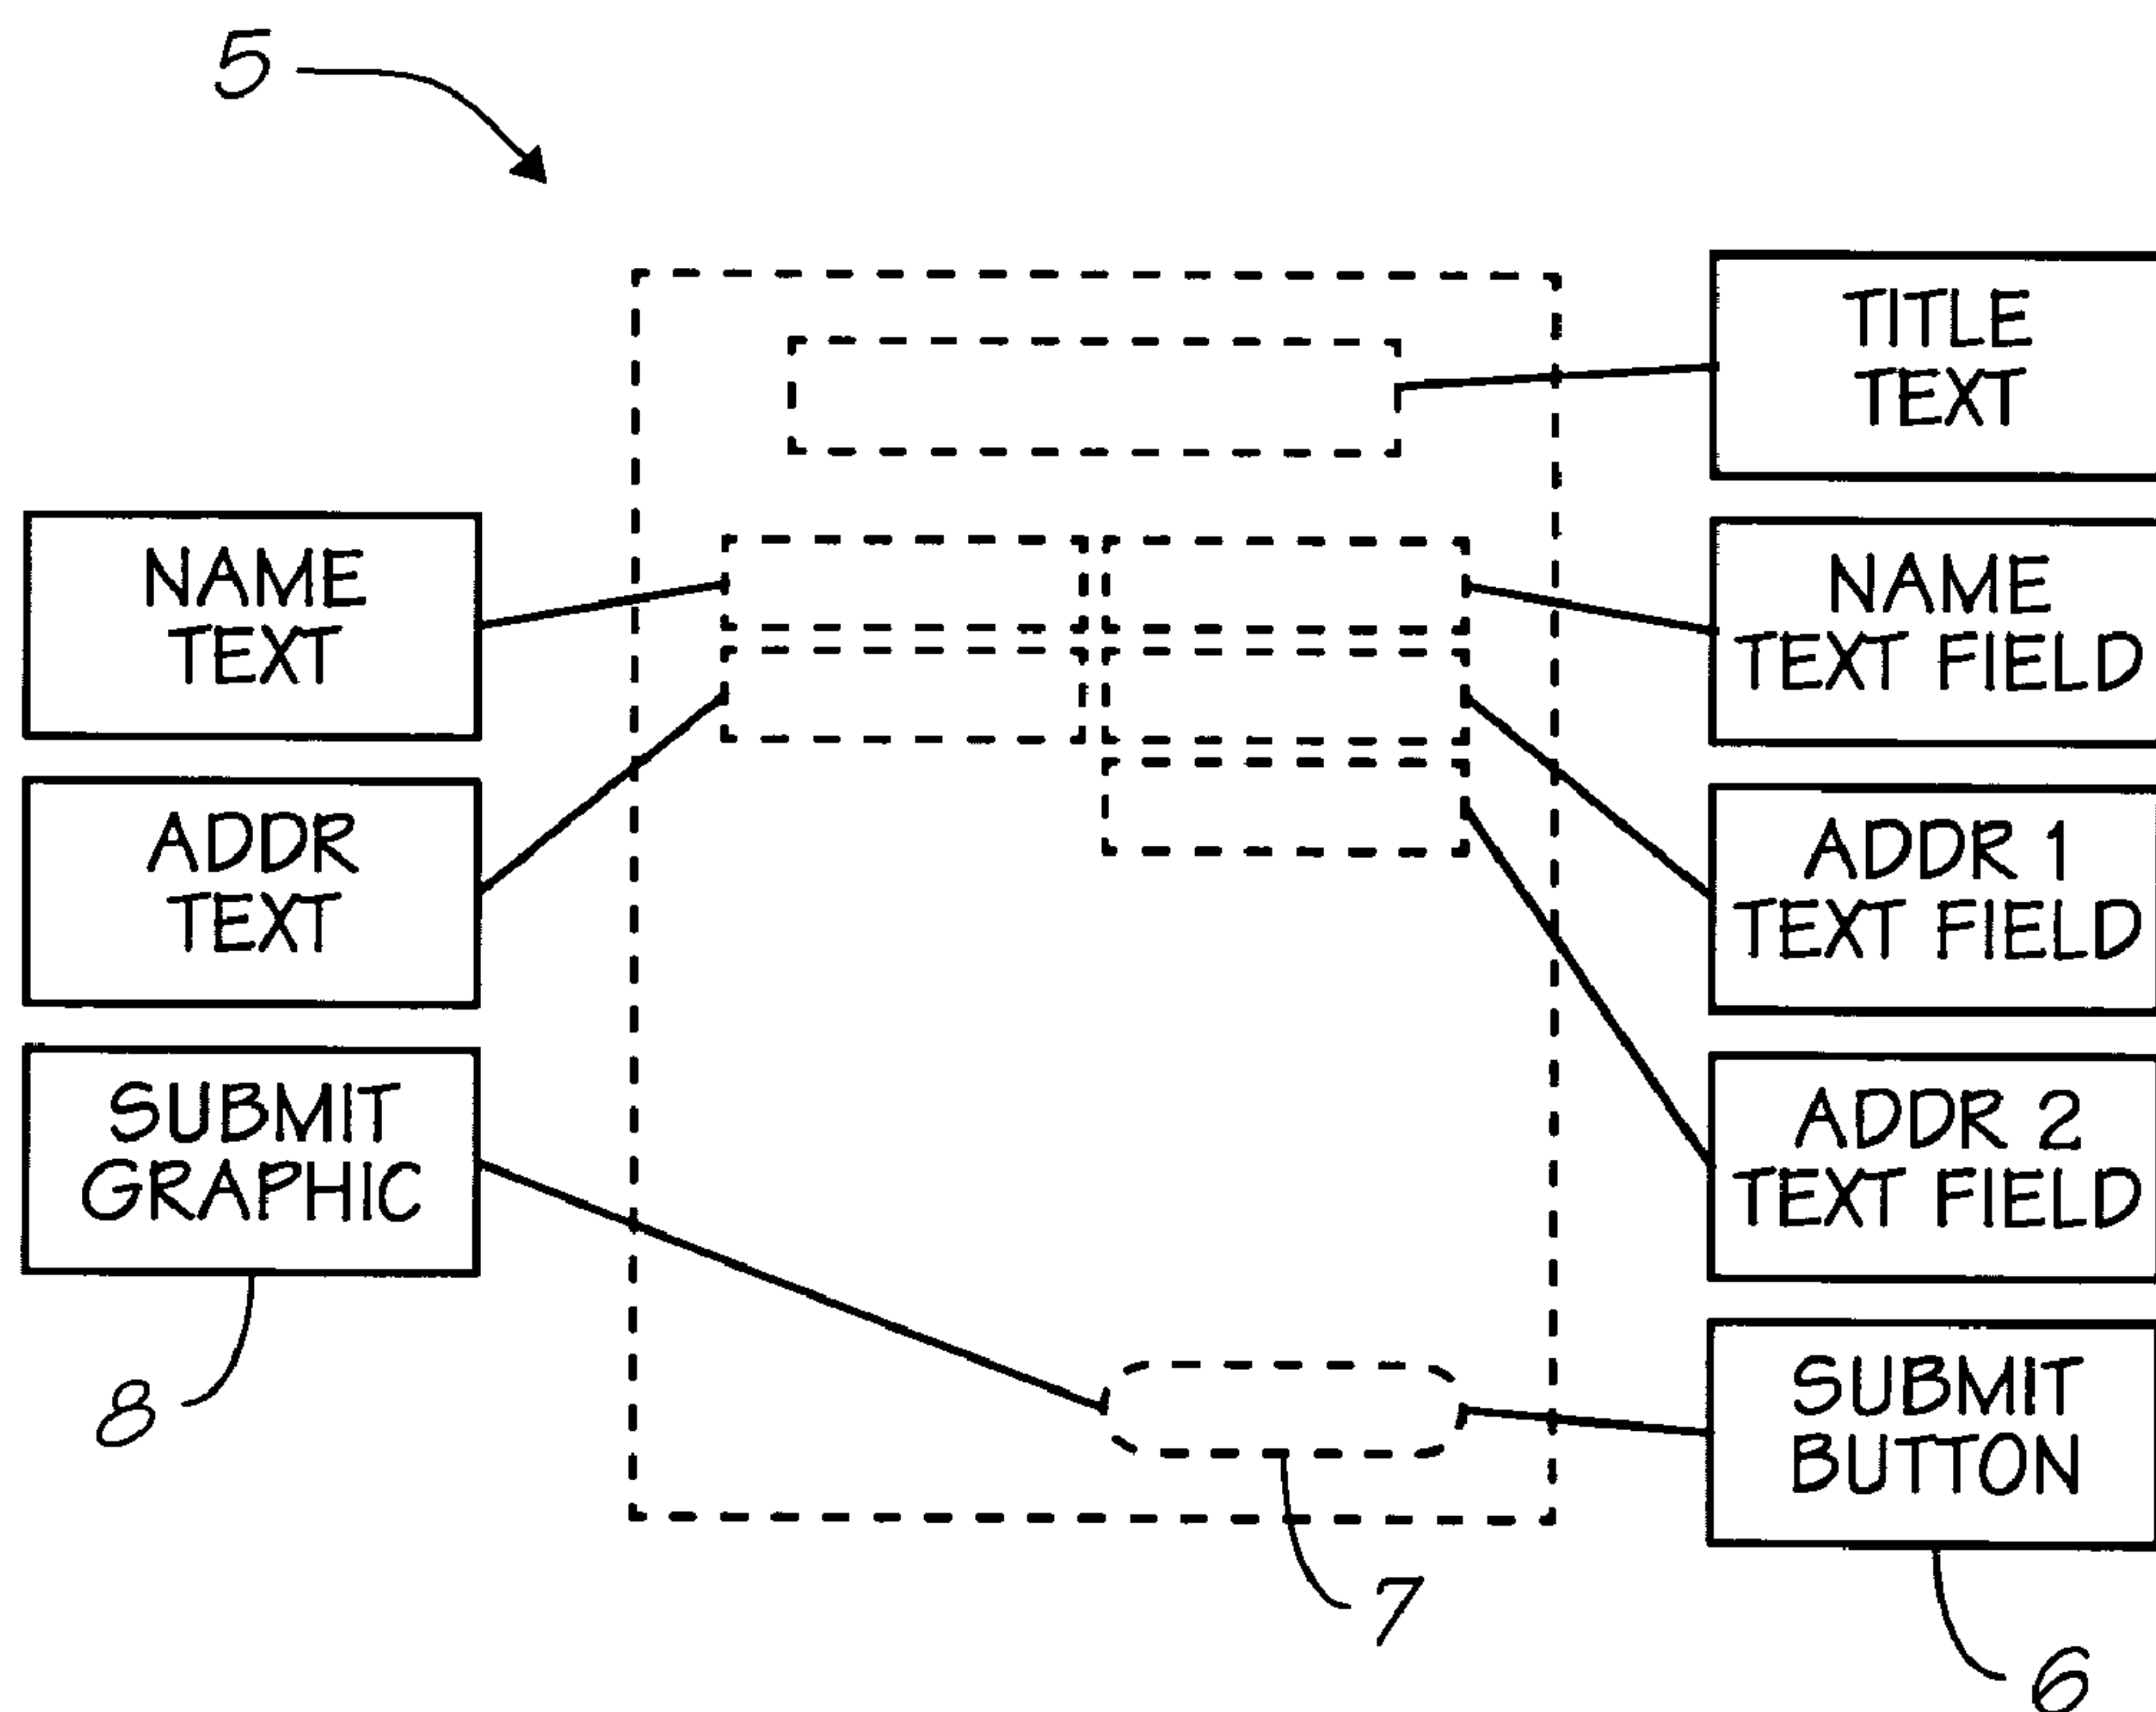 5
TITLE
TEXT
NAME
TEXT
NAME
TEXT FIELD
ADDR
TEXT
ADDR 1
TEXT FIELD
SUBMIT
GRAPHIC
ADDR 2
TEXT FIELD
SUBMIT
BUTTON
8
7
6